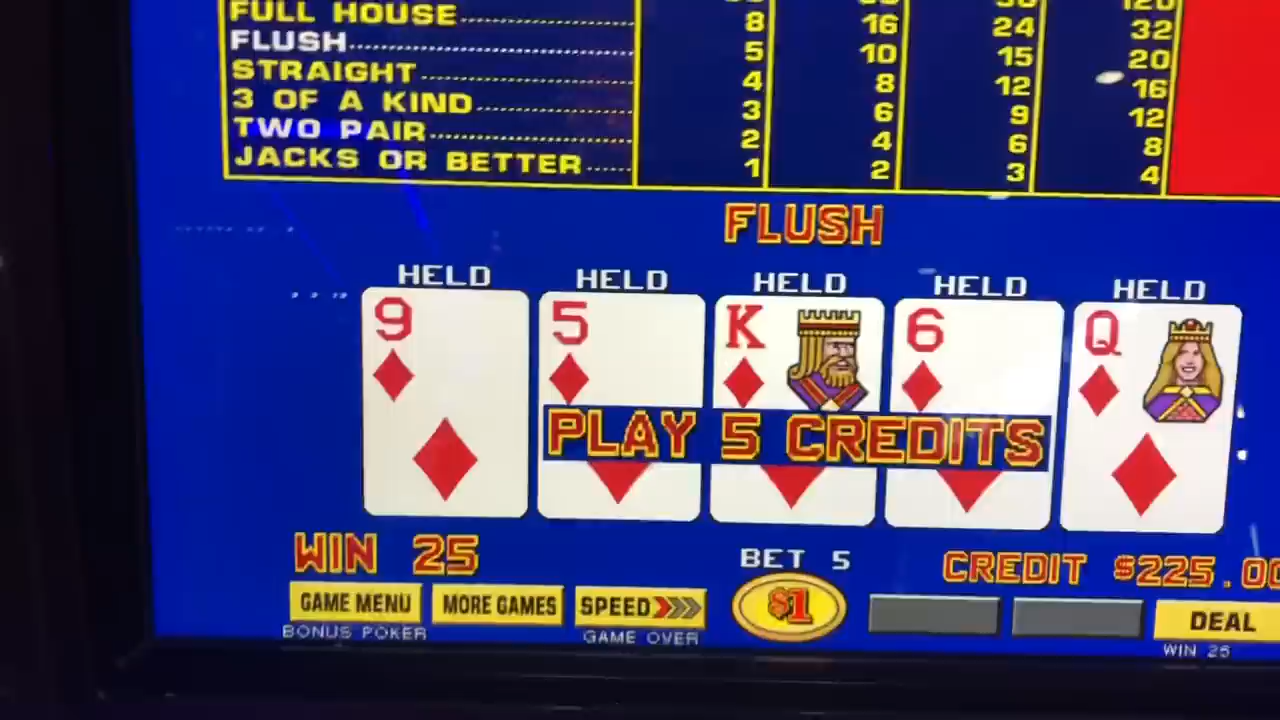 FULL HOUSE 8 16 24 32
FLUSH 5 10 15 20
STRAIGHT 4 8 12 16
3 OF A KIND 3 6 9 12
TWO PAIR 2 4 6 8
JACKS OR BETTER 1 2 3 4
FLUSH
HELD HELD HELD HELD HELD
9 5 K 6 Q
PLAY 5 CREDITS
WIN 25 BET 5 CREDIT $225.00
GAME MENU MORE GAMES SPEED $1 DEAL
BONUS POKER GAME OVER WIN 25